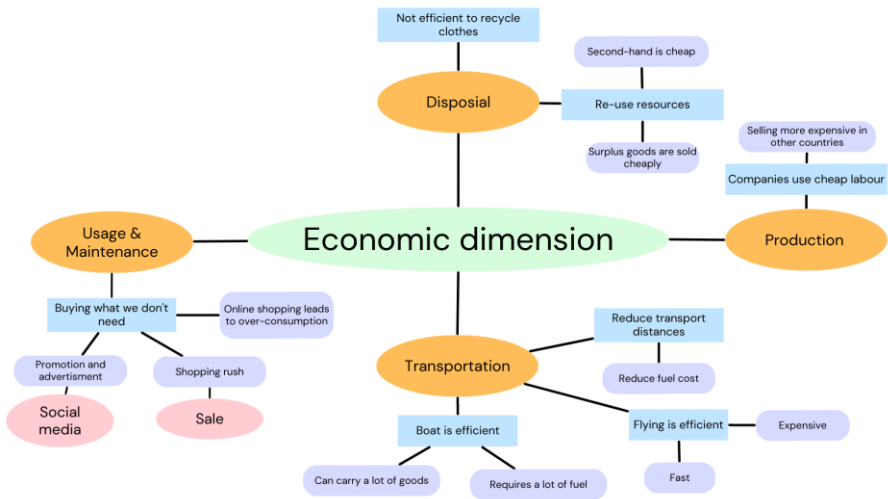 Not efficient to recycle
clothes
Second-hand is cheap
Disposial
Re-use resources
Surplus goods are sold
cheaply
Selling more expensive in
other countries
Companies use cheap labour
Production
Economic dimension
Usage &
Maintenance
Buying what we don't
need
Online shopping leads
to over-consumption
Promotion and
advertisment
Shopping rush
Social
media
Sale
Transportation
Reduce transport
distances
Reduce fuel cost
Boat is efficient
Flying is efficient
Expensive
Can carry a lot of goods
Requires a lot of fuel
Fast